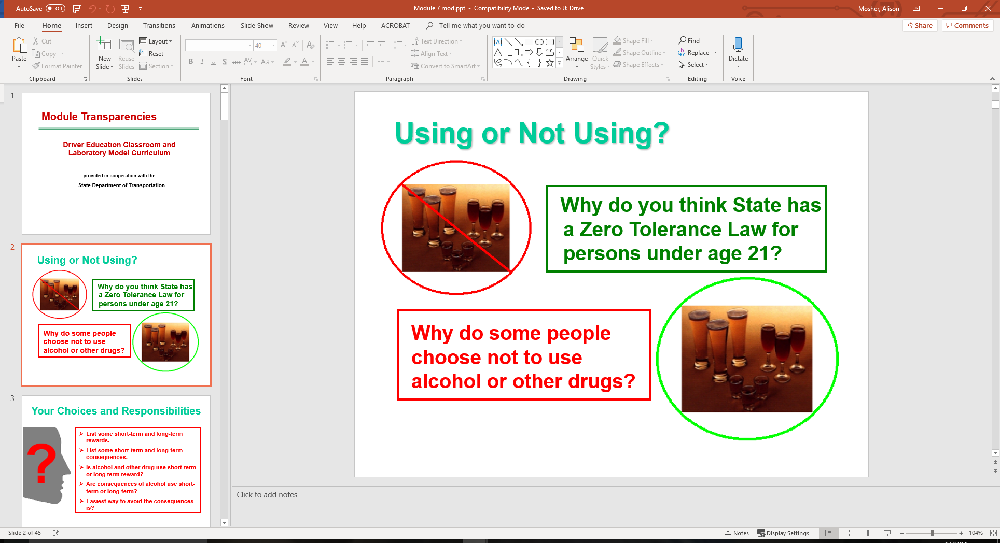 AutoSave Off
Module 7 mod.ppt - Compatibility Mode - Saved to U: Drive
Mosher, Alison
File Home Insert Design Transitions Animations Slide Show Review View Help ACROBAT Tell me what you want to do
Share Comments
Paste
Cut
Copy
Format Painter
Clipboard
New Slide
Reuse Slides
Layout
Reset
Section
Slides
40
B I U S ab AV Aa A
Font
Text Direction
Align Text
Convert to SmartArt
Paragraph
Arrange
Quick Styles
Shape Fill
Shape Outline
Shape Effects
Drawing
Find
Replace
Select
Editing
Dictate
Voice
1
Module Transparencies
Driver Education Classroom and
Laboratory Model Curriculum
provided in cooperation with the
State Department of Transportation
2
Using or Not Using?
Why do you think State has
a Zero Tolerance Law for
persons under age 21?
Why do some people
choose not to use
alcohol or other drugs?
3
Your Choices and Responsibilities
?
List some short-term and long-term
rewards.
List some short-term and long-term
consequences.
Is alcohol and other drug use short-term
or long term reward?
Are consequences of alcohol use short-
term or long-term?
Easiest way to avoid the consequences
is?
Using or Not Using?
Why do you think State has
a Zero Tolerance Law for
persons under age 21?
Why do some people
choose not to use
alcohol or other drugs?
Click to add notes
Slide 2 of 45
Notes Display Settings 104%